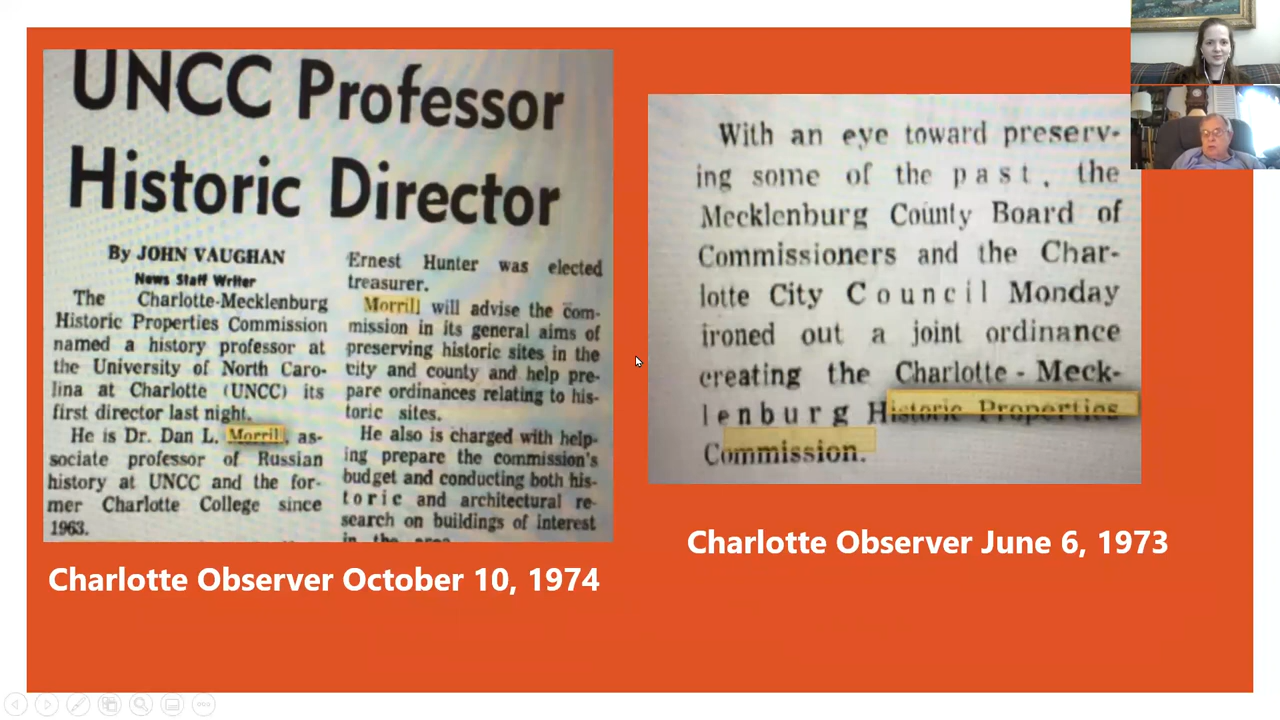 UNCC Professor
Historic Director
By JOHN VAUGHAN
News Staff Writer
The Charlotte-Mecklenburg
Historic Properties Commission
named a history professor at
the University of North Caro-
lina at Charlotte (UNCC) its
first director last night.
He is Dr. Dan L. Morrill, as-
sociate professor of Russian
history at UNCC and the for-
mer Charlotte College since
1963.
Ernest Hunter was elected
treasurer.
Morrill will advise the com-
mission in its general aims of
preserving historic sites in the
city and county and help pre-
pare ordinances relating to his-
toric sites.
He also is charged with help-
ing prepare the commission's
budget and conducting both his-
toric and architectural re-
search on buildings of interest
in the area.
Charlotte Observer October 10, 1974
With an eye toward preserv-
ing some of the past, the
Mecklenburg County Board of
Commissioners and the Char-
lotte City Council Monday
ironed out a joint ordinance
creating the Charlotte - Meck-
lenburg Historic Properties
Commission.
Charlotte Observer June 6, 1973